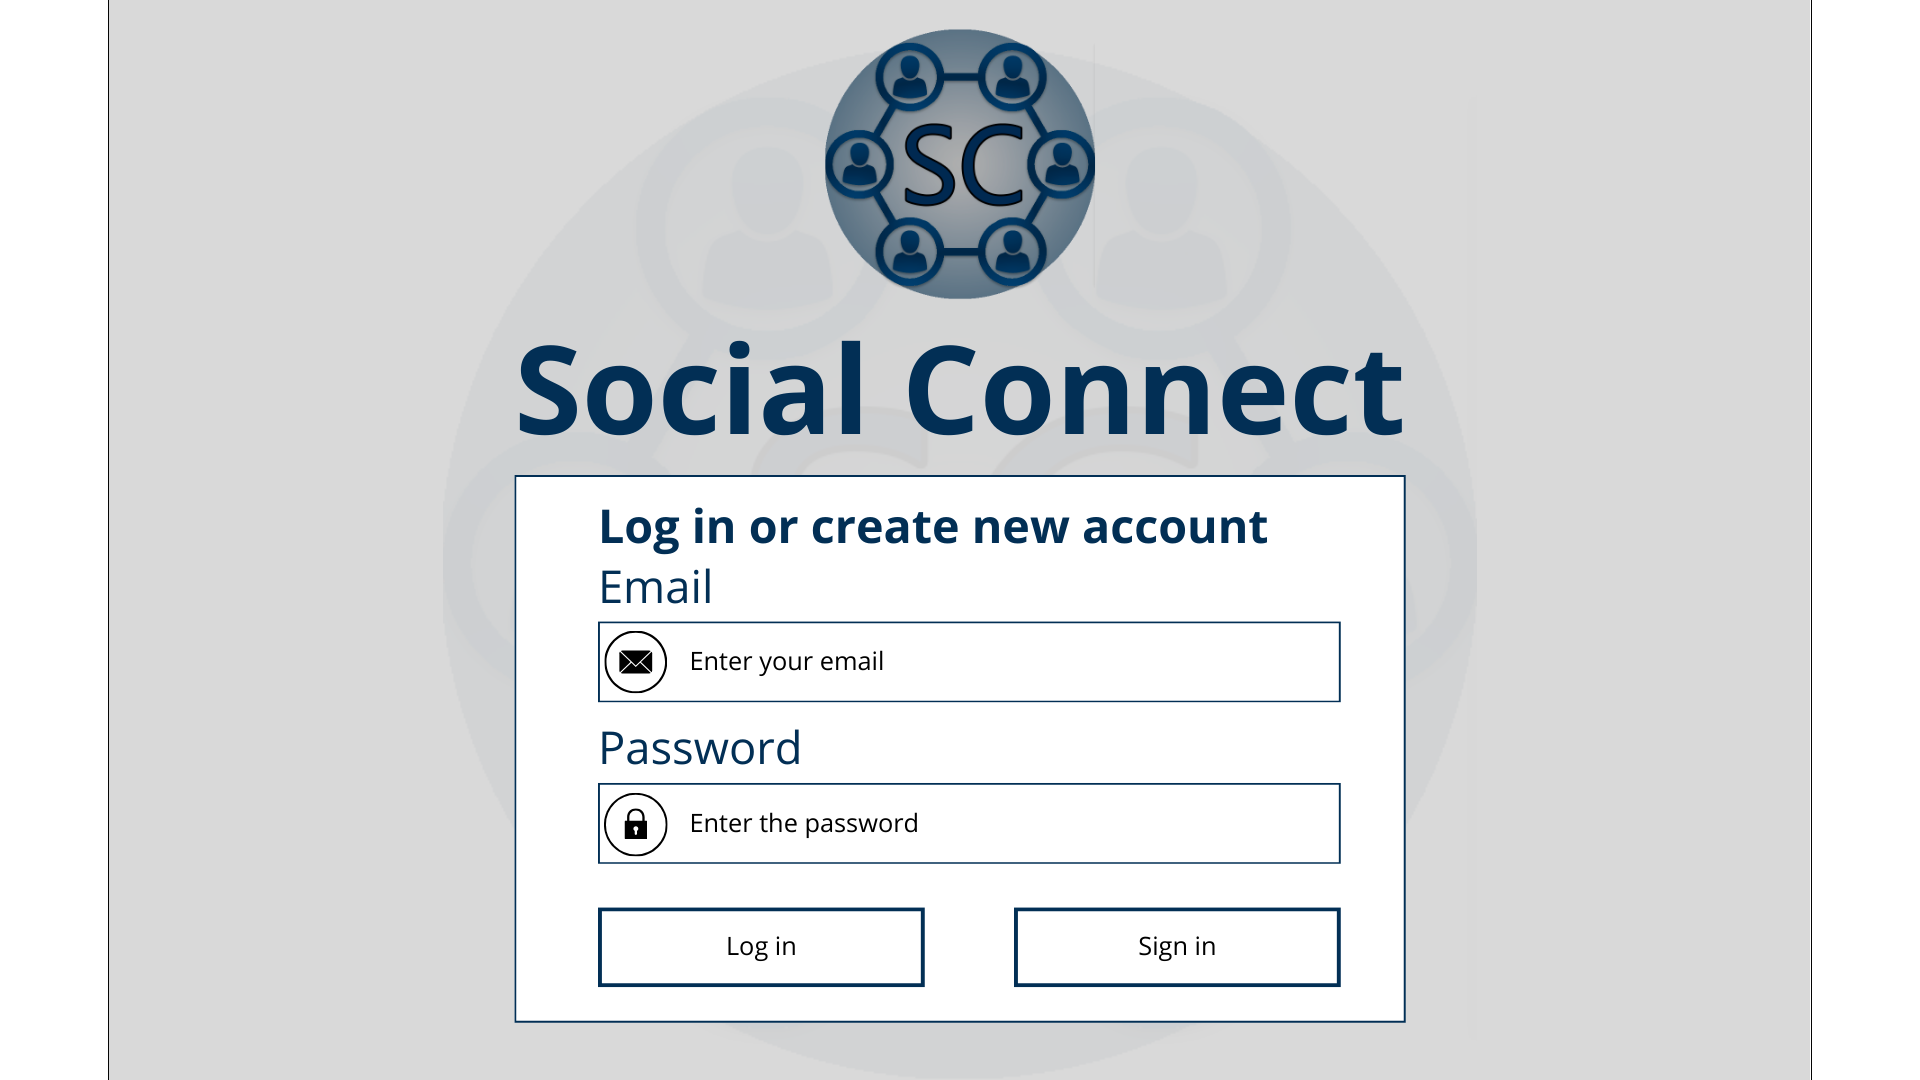 SC
Social Connect
Log in or create new account
Email
Enter your email
Password
Enter the password
Log in
Sign in